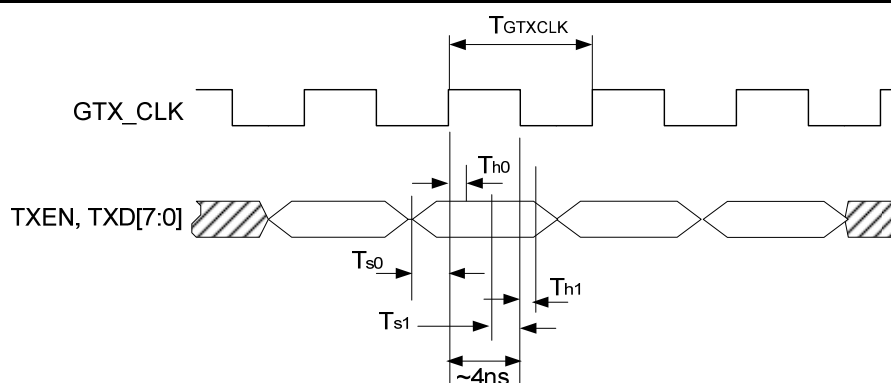 TGTXCLK
GTX_CLK
Th0
TXEN, TXD[7:0]
Ts0
Th1
Ts1
~4ns